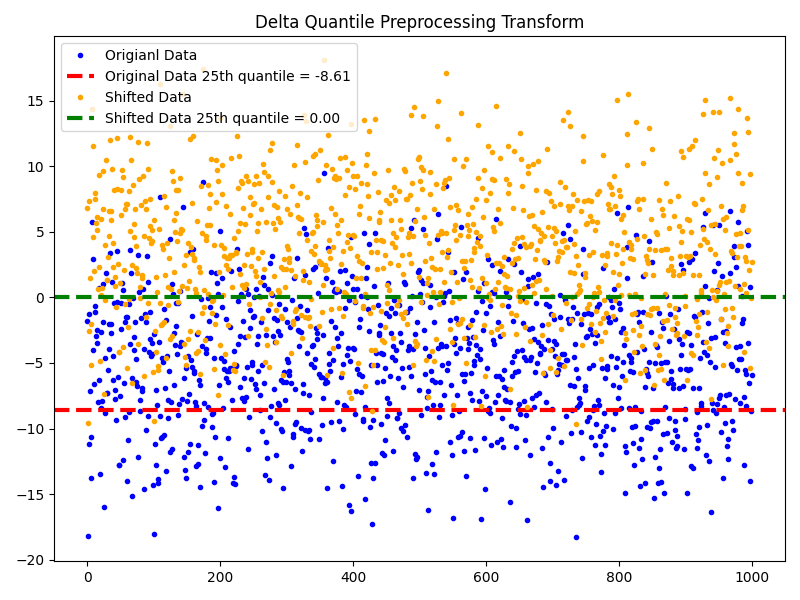 Delta Quantile Preprocessing Transform
Origianl Data
Original Data 25th quantile = -8.61
Shifted Data
Shifted Data 25th quantile = 0.00
15
10
5
0
−5
−10
−15
−20
0 200 400 600 800 1000